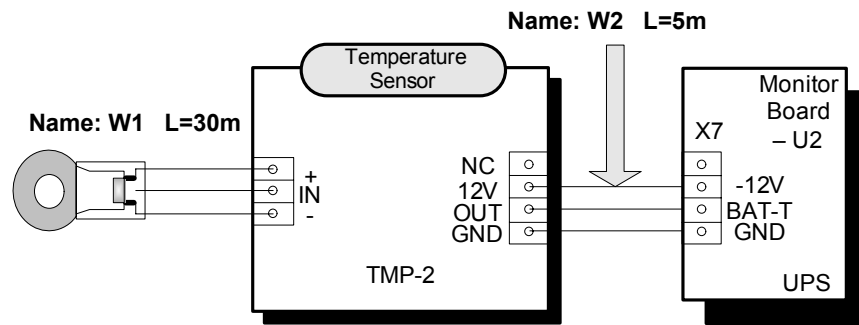 Name: W2 L=5m
Temperature
Sensor
Monitor
Board
– U2
Name: W1 L=30m
X7
+
IN
-
NC
12V
OUT
GND
-12V
BAT-T
GND
TMP-2
UPS